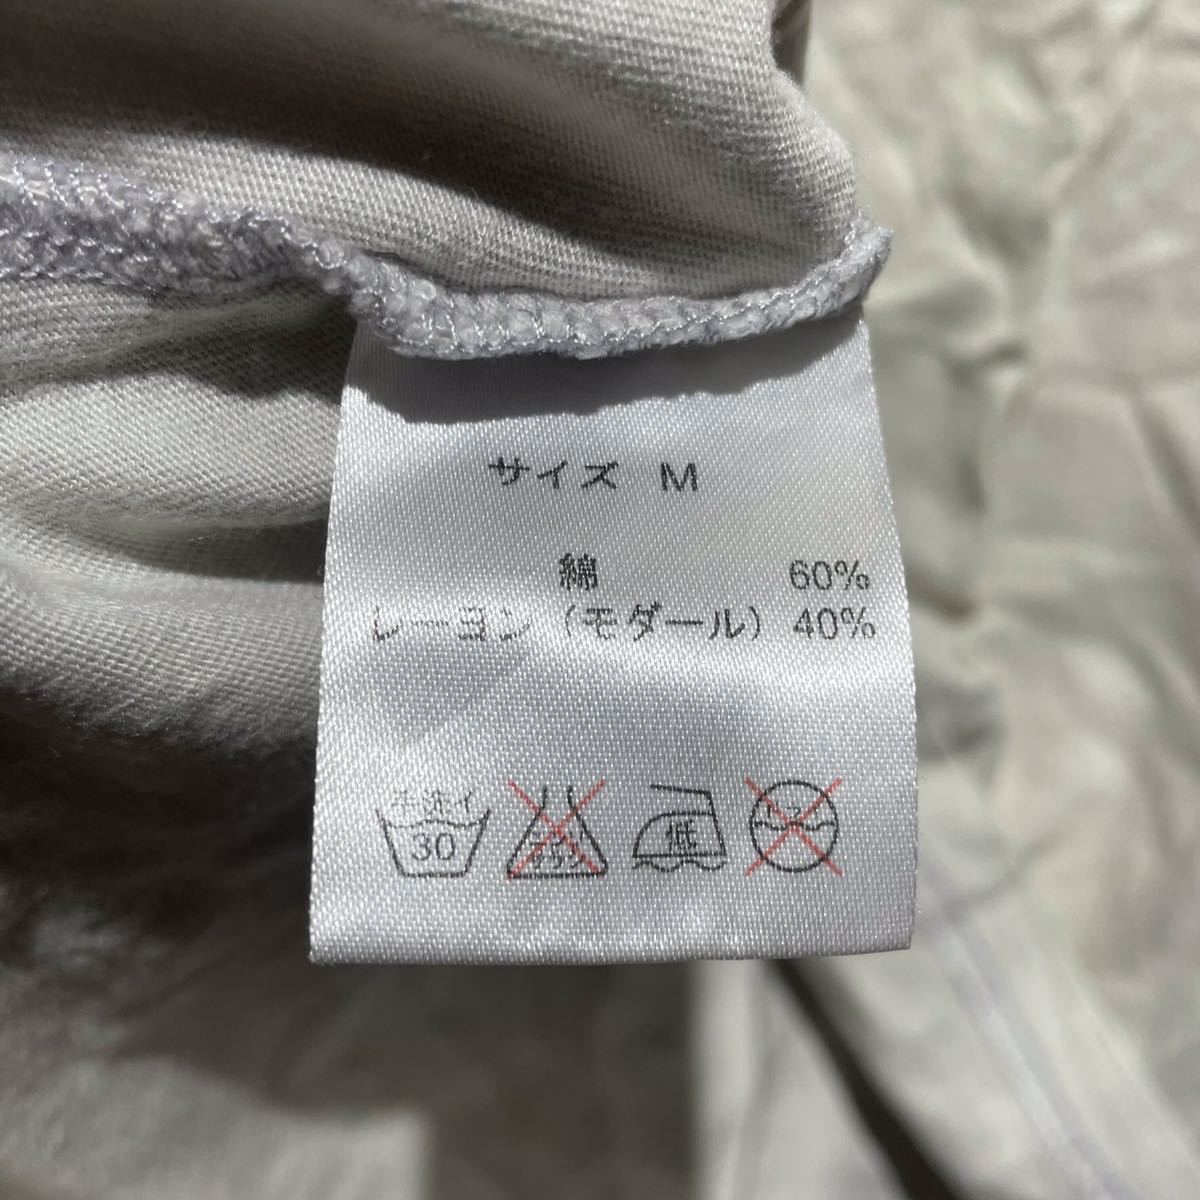 サイズ M
綿 60%
レーヨン (モダール) 40%
手洗イ 30 低